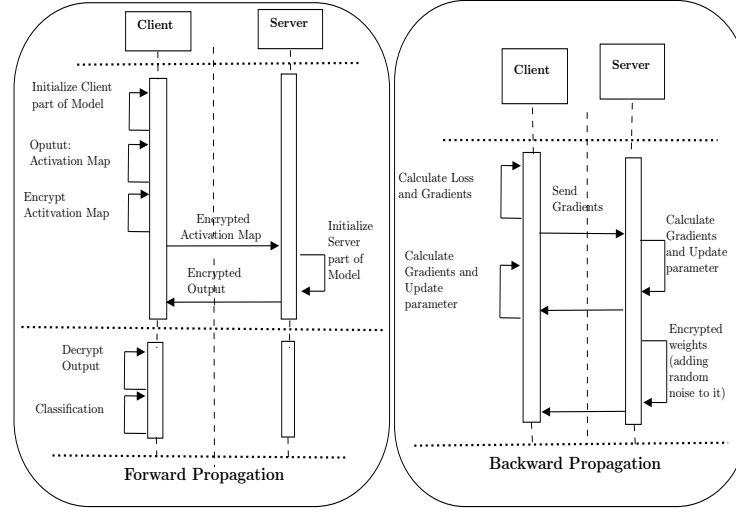 Client
Server
Initialize Client
part of Model
Oputut:
Activation Map
Encrypt
Actitvation Map
Encrypted
Activation Map
Initialize
Server
part of
Model
Encrypted
Output
Decrypt
Output
Classification
Forward Propagation
Client
Server
Calculate Loss
and Gradients
Send
Gradients
Calculate
Gradients
and Update
parameter
Calculate
Gradients and
Update
parameter
Encrypted
weights
(adding
random
noise to it)
Backward Propagation